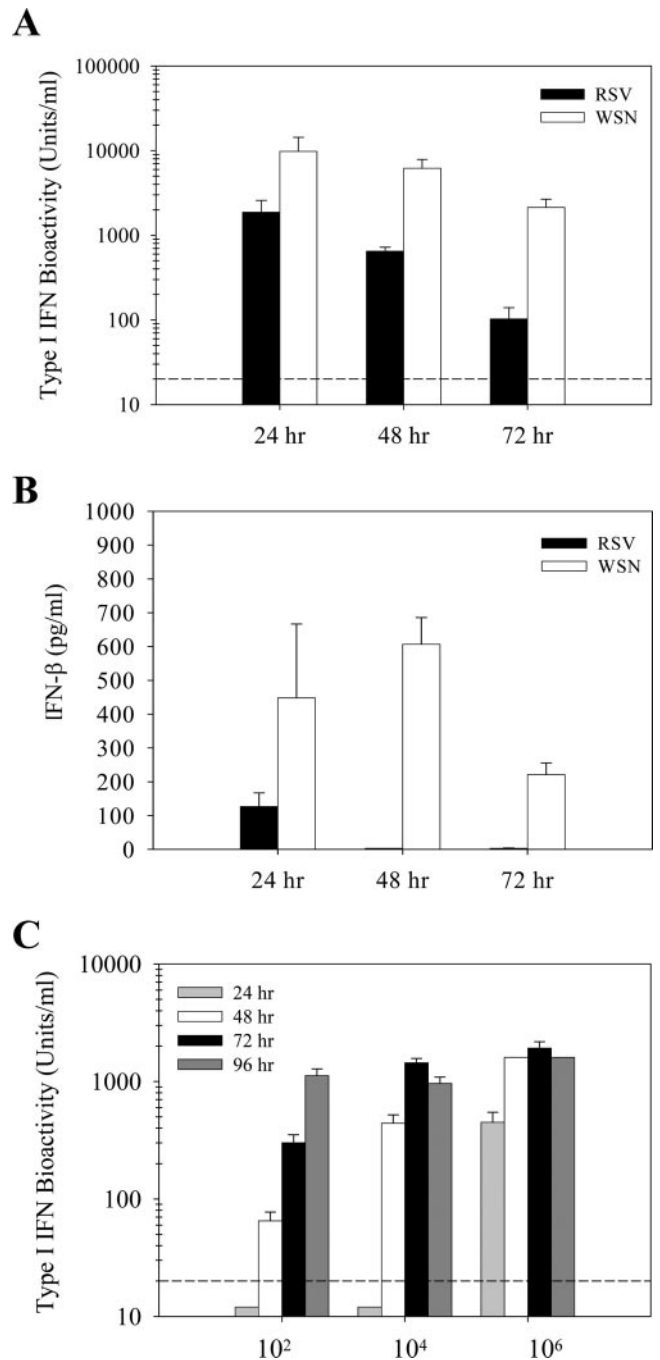 A
Type I IFN Bioactivity (Units/ml)
100000
10000
1000
100
10
RSV
WSN
24 hr 48 hr 72 hr
B
IFN-β (pg/ml)
1000
900
800
700
600
500
400
300
200
100
0
RSV
WSN
24 hr 48 hr 72 hr
C
Type I IFN Bioactivity (Units/ml)
10000
1000
100
10
24 hr
48 hr
72 hr
96 hr
10² 10⁴ 10⁶